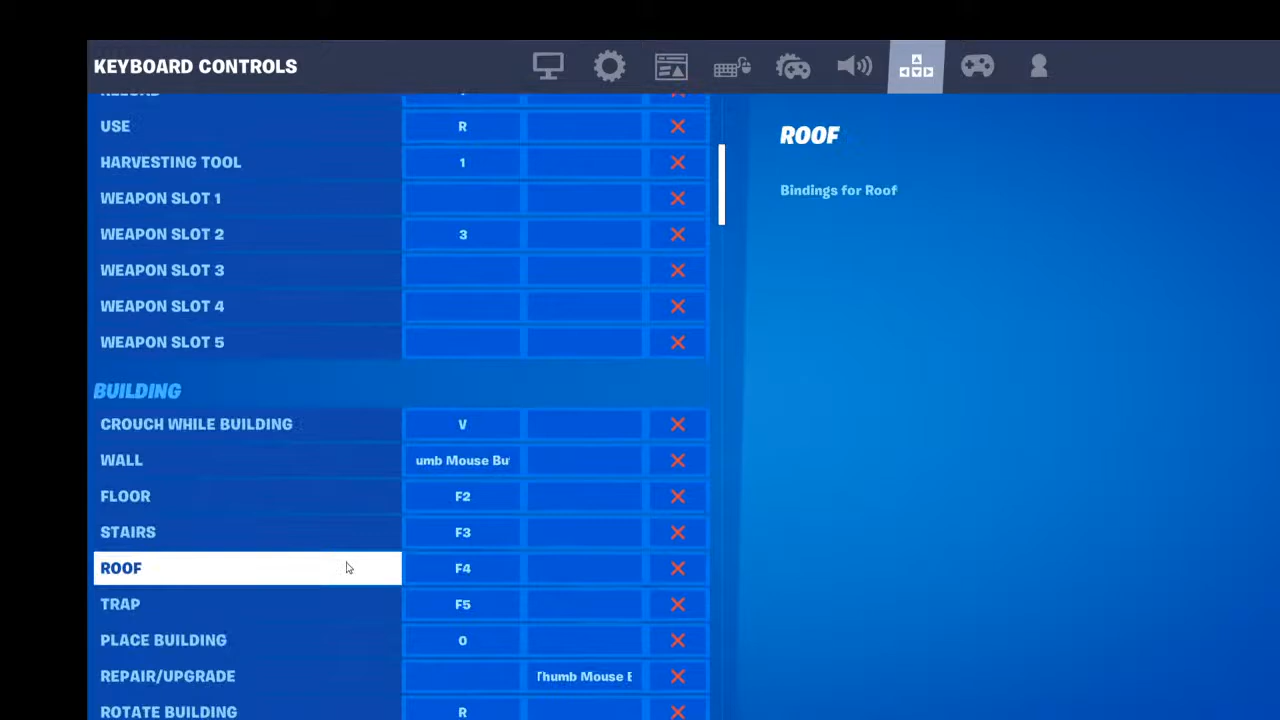 KEYBOARD CONTROLS
RELOAD
USE R
HARVESTING TOOL 1
WEAPON SLOT 1
WEAPON SLOT 2 3
WEAPON SLOT 3
WEAPON SLOT 4
WEAPON SLOT 5
BUILDING
CROUCH WHILE BUILDING V
WALL umb Mouse Bu
FLOOR F2
STAIRS F3
ROOF F4
TRAP F5
PLACE BUILDING 0
REPAIR/UPGRADE Thumb Mouse B
ROTATE BUILDING R
ROOF
Bindings for Roof